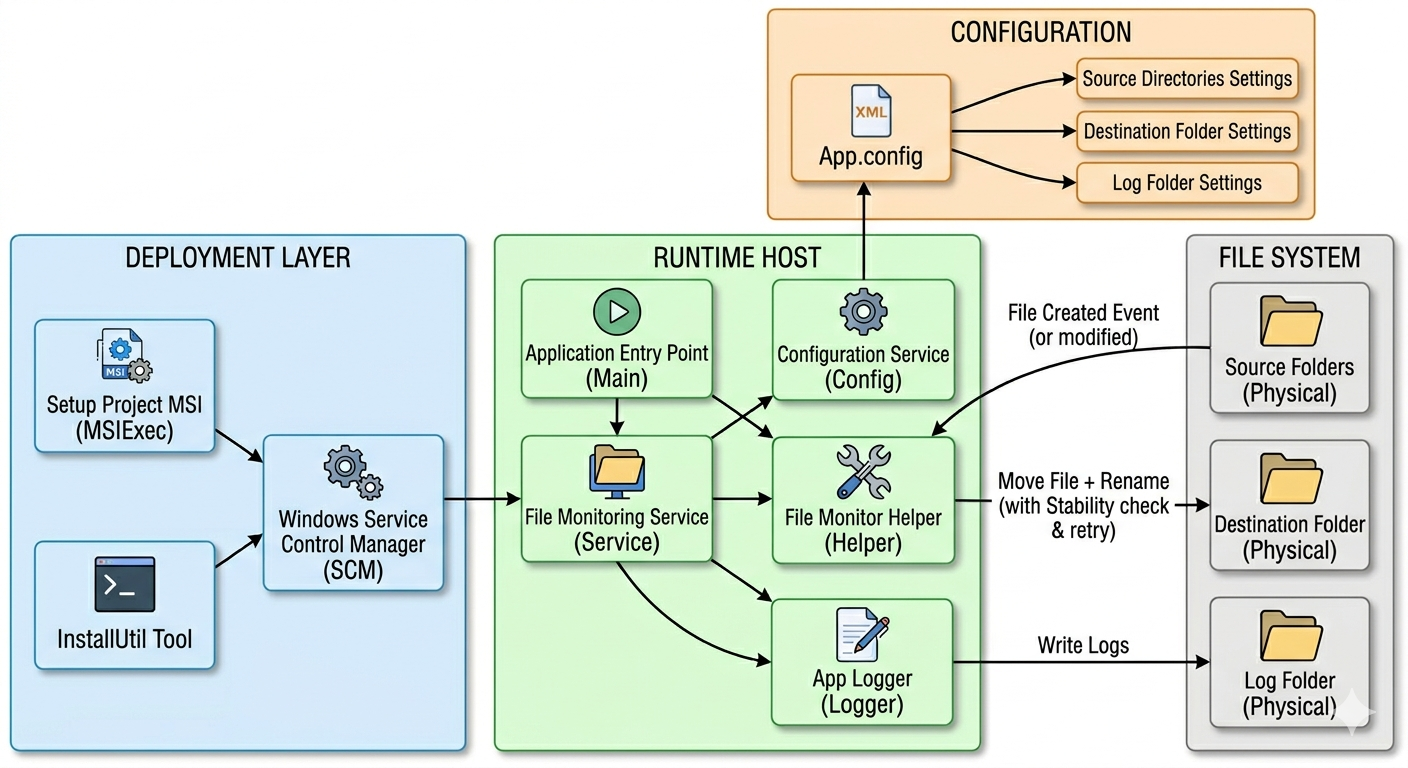 CONFIGURATION
XML
App.config
Source Directories Settings
Destination Folder Settings
Log Folder Settings
DEPLOYMENT LAYER
MSI
Setup Project MSI
(MSIExec)
Windows Service
Control Manager
(SCM)
>_
InstallUtil Tool
RUNTIME HOST
Application Entry Point
(Main)
Configuration Service
(Config)
File Monitoring Service
(Service)
File Monitor Helper
(Helper)
App Logger
(Logger)
File Created Event
(or modified)
Move File + Rename
(with Stability check
& retry)
Write Logs
FILE SYSTEM
Source Folders
(Physical)
Destination Folder
(Physical)
Log Folder
(Physical)